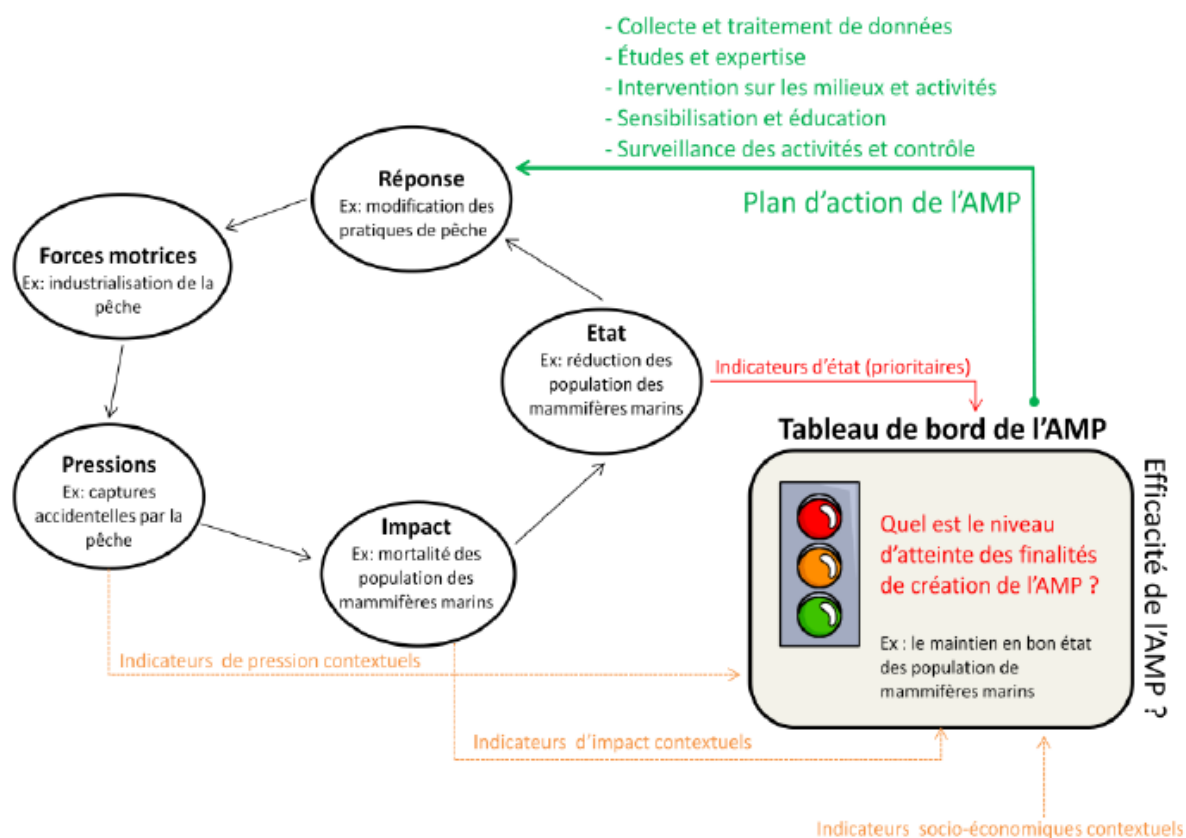 - Collecte et traitement de données
- Études et expertise
- Intervention sur les milieux et activités
- Sensibilisation et éducation
- Surveillance des activités et contrôle
Plan d'action de l'AMP
Réponse
Ex: modification des
pratiques de pêche
Forces motrices
Ex: industrialisation de la
pêche
Etat
Ex: réduction des
population des
mammifères marins
Indicateurs d'état (prioritaires)
Pressions
Ex: captures
accidentelles par la
pêche
Impact
Ex: mortalité des
population des
mammifères marins
Tableau de bord de l'AMP
Quel est le niveau
d'atteinte des finalités
de création de l'AMP ?
Ex : le maintien en bon état
des population de
mammifères marins
Efficacité de l'AMP ?
Indicateurs de pression contextuels
Indicateurs d'impact contextuels
Indicateurs socio-économiques contextuels